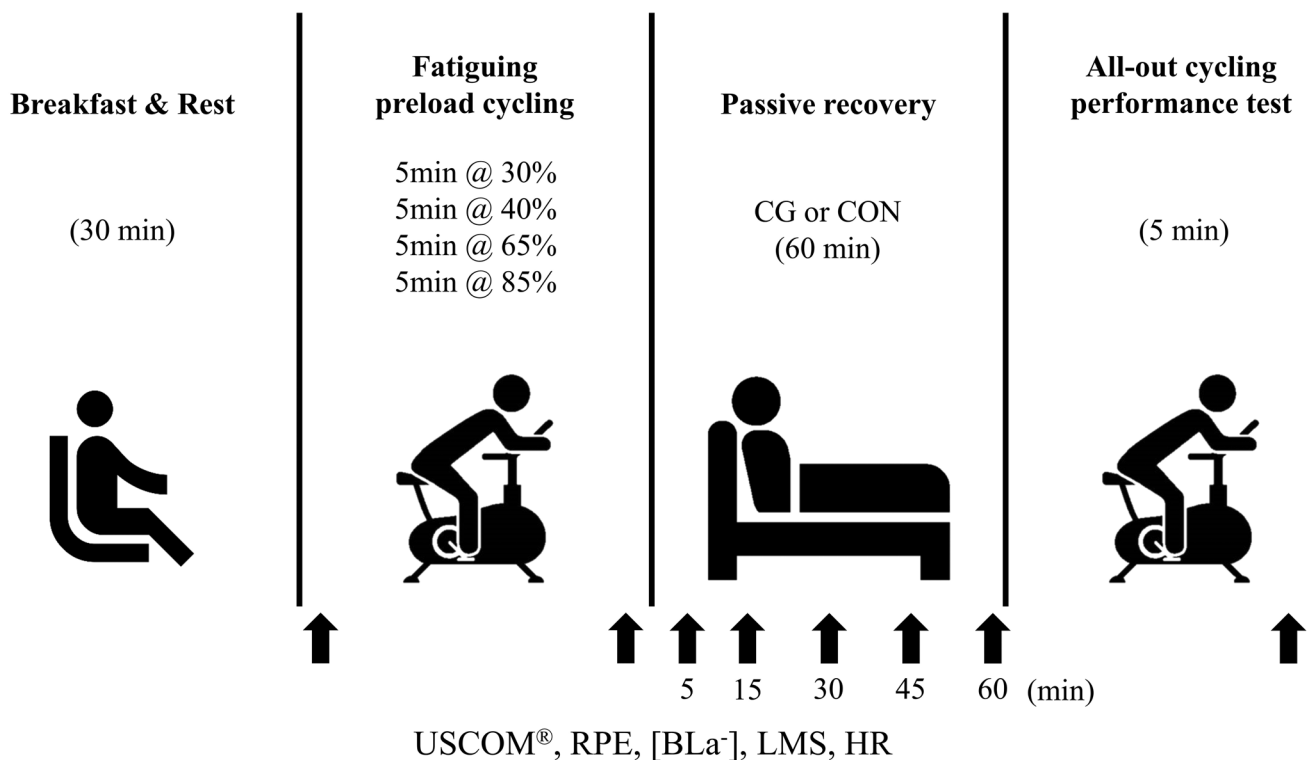 Breakfast & Rest
(30 min)
Fatiguing
preload cycling
5min @ 30%
5min @ 40%
5min @ 65%
5min @ 85%
Passive recovery
CG or CON
(60 min)
All-out cycling
performance test
(5 min)
5 15 30 45 60 (min)
USCOM®, RPE, [BLa-], LMS, HR